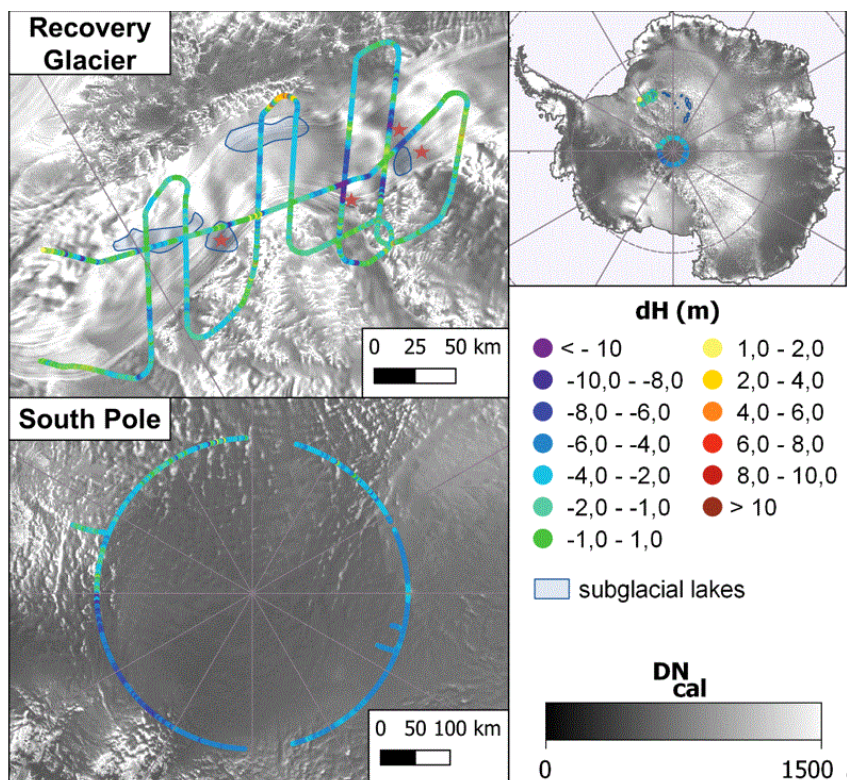 Recovery
Glacier
0 25 50 km
South Pole
0 50 100 km
dH (m)
< - 10
-10,0 - -8,0
-8,0 - -6,0
-6,0 - -4,0
-4,0 - -2,0
-2,0 - -1,0
-1,0 - 1,0
1,0 - 2,0
2,0 - 4,0
4,0 - 6,0
6,0 - 8,0
8,0 - 10,0
> 10
subglacial lakes
DN
cal
0 1500